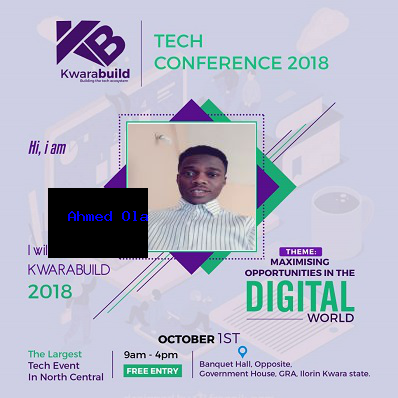 KB
Kwarabuild
Building the tech ecosystem
TECH
CONFERENCE 2018
Hi, i am
Ahmed Ola
I wil
KWARABUILD
2018
THEME:
MAXIMISING
OPPORTUNITIES IN THE
DIGITAL
WORLD
OCTOBER 1ST
The Largest
Tech Event
In North Central
9am - 4pm
FREE ENTRY
Banquet Hall, Opposite,
Government House, GRA, Ilorin Kwara state.